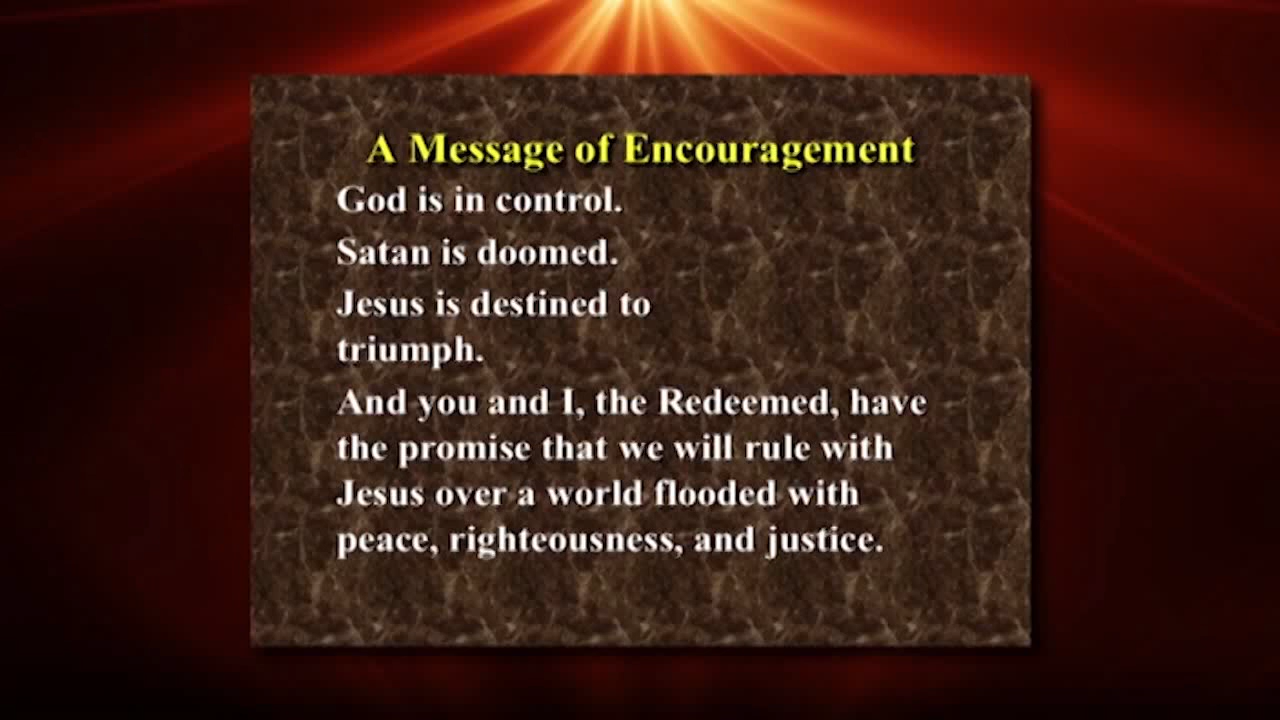 A Message of Encouragement
God is in control.
Satan is doomed.
Jesus is destined to
triumph.
And you and I, the Redeemed, have
the promise that we will rule with
Jesus over a world flooded with
peace, righteousness, and justice.